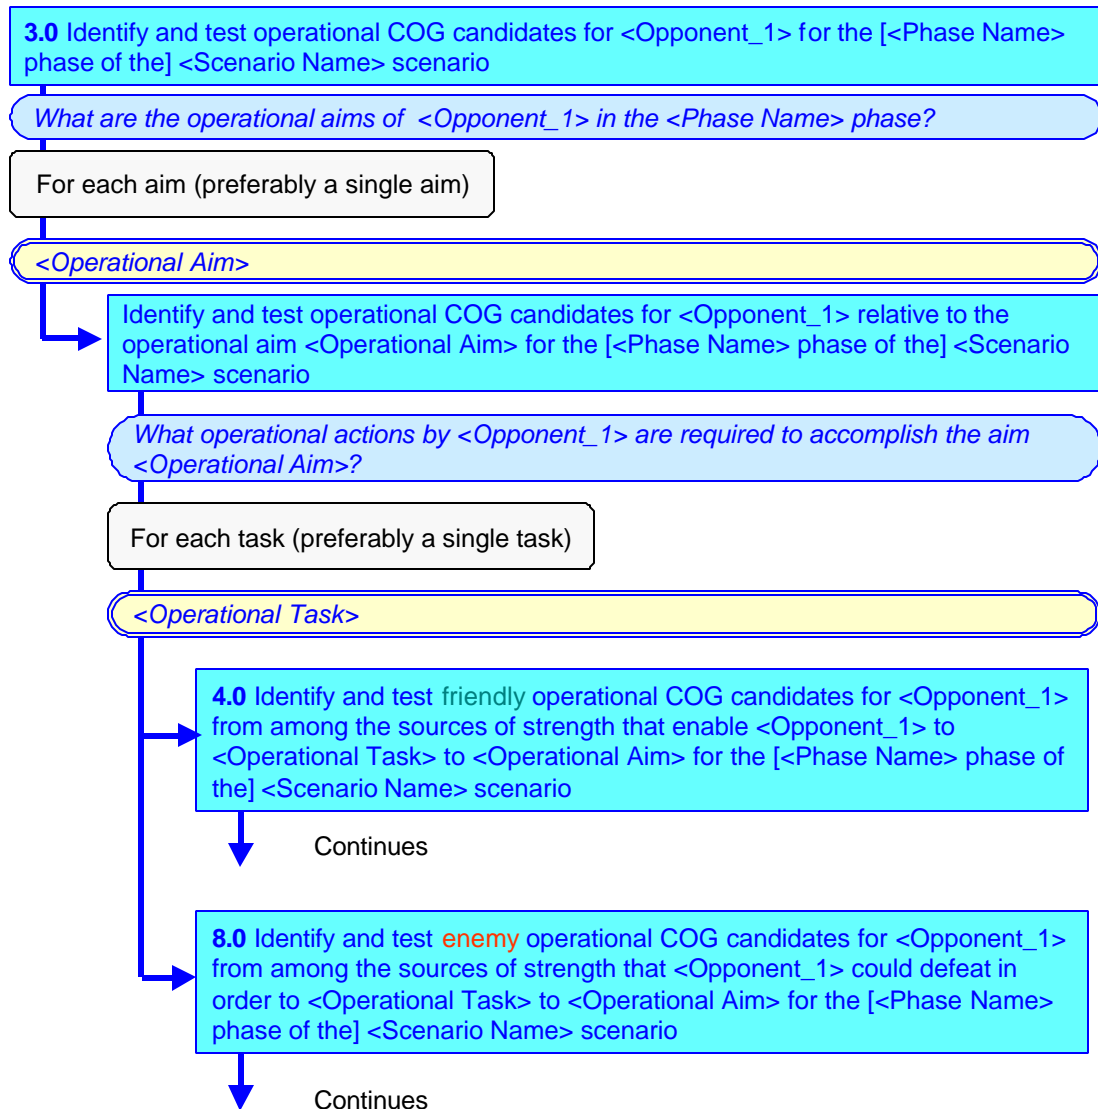 3.0 Identify and test operational COG candidates for <Opponent_1> for the [<Phase Name>
phase of the] <Scenario Name> scenario
What are the operational aims of <Opponent_1> in the <Phase Name> phase?
For each aim (preferably a single aim)
<Operational Aim>
Identify and test operational COG candidates for <Opponent_1> relative to the
operational aim <Operational Aim> for the [<Phase Name> phase of the] <Scenario
Name> scenario
What operational actions by <Opponent_1> are required to accomplish the aim
<Operational Aim>?
For each task (preferably a single task)
<Operational Task>
4.0 Identify and test friendly operational COG candidates for <Opponent_1>
from among the sources of strength that enable <Opponent_1> to
<Operational Task> to <Operational Aim> for the [<Phase Name> phase of
the] <Scenario Name> scenario
Continues
8.0 Identify and test enemy operational COG candidates for <Opponent_1>
from among the sources of strength that <Opponent_1> could defeat in
order to <Operational Task> to <Operational Aim> for the [<Phase Name>
phase of the] <Scenario Name> scenario
Continues